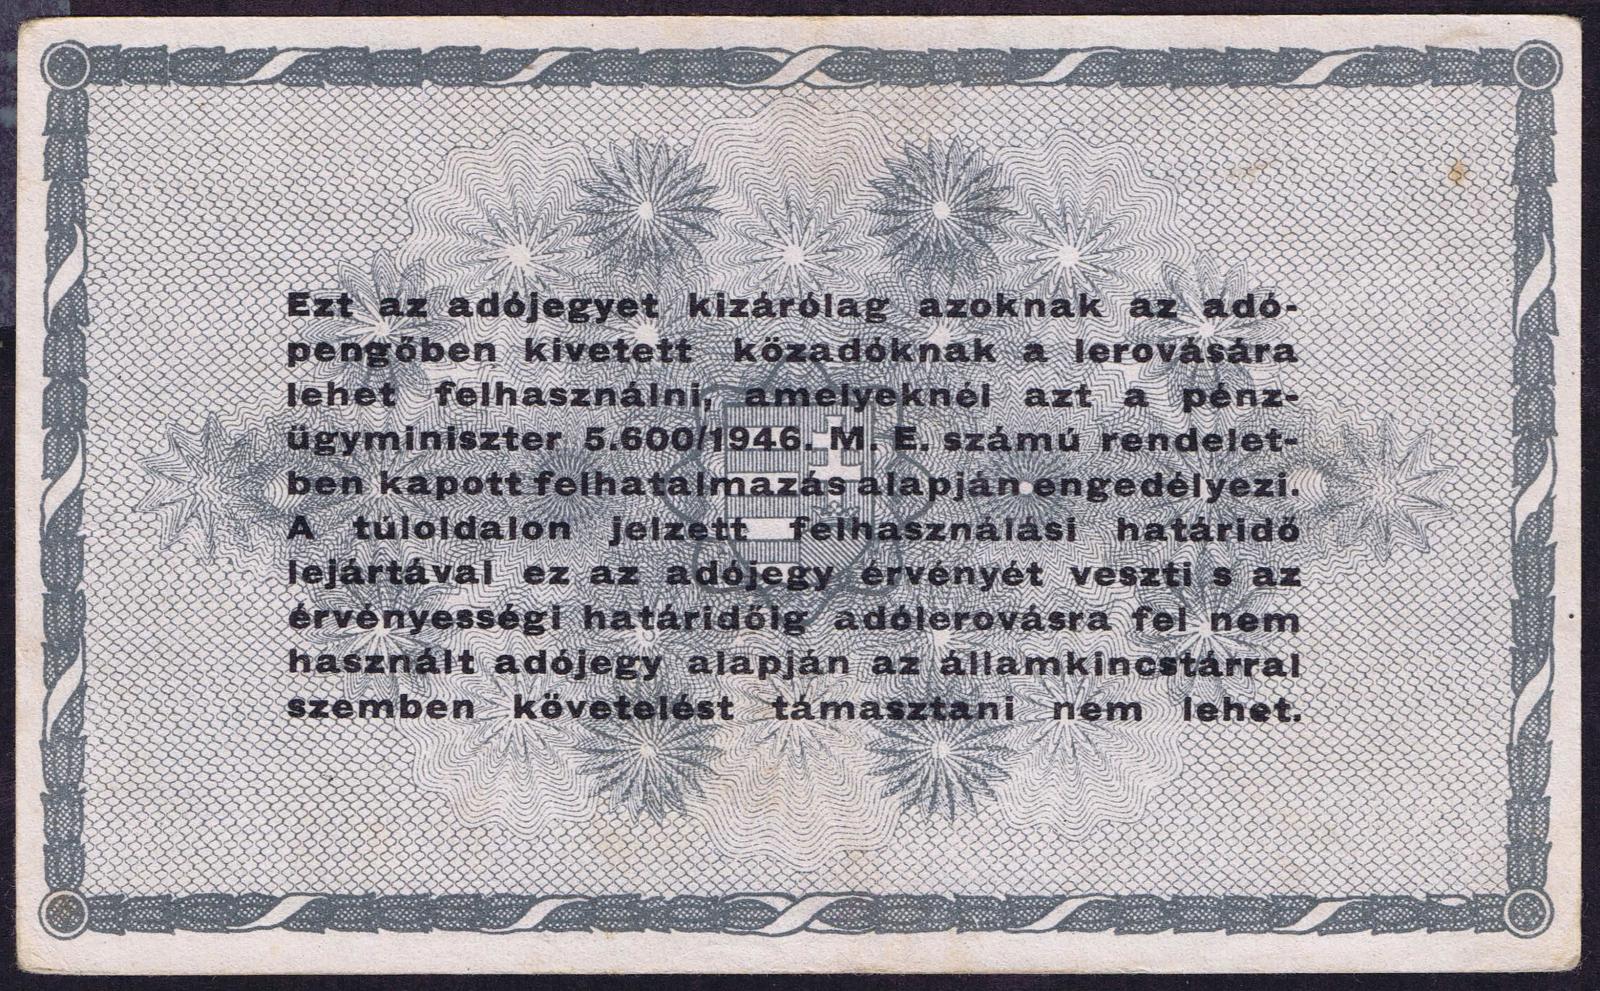 Ezt az adójegyet kizárólag azoknak az adó-
pengőben kivetett közadóknak a lerovására
lehet felhasználni, amelyeknél azt a pénz-
ügyminiszter 5.600/1946. M. E. számú rendelet-
ben kapott felhatalmazás alapján engedélyezi.
A túloldalon jelzett felhasználási határidő
lejártával ez az adójegy érvényét veszti s az
érvényességi határidőig adólerovásra fel nem
használt adójegy alapján az államkincstárral
szemben követelést támasztani nem lehet.